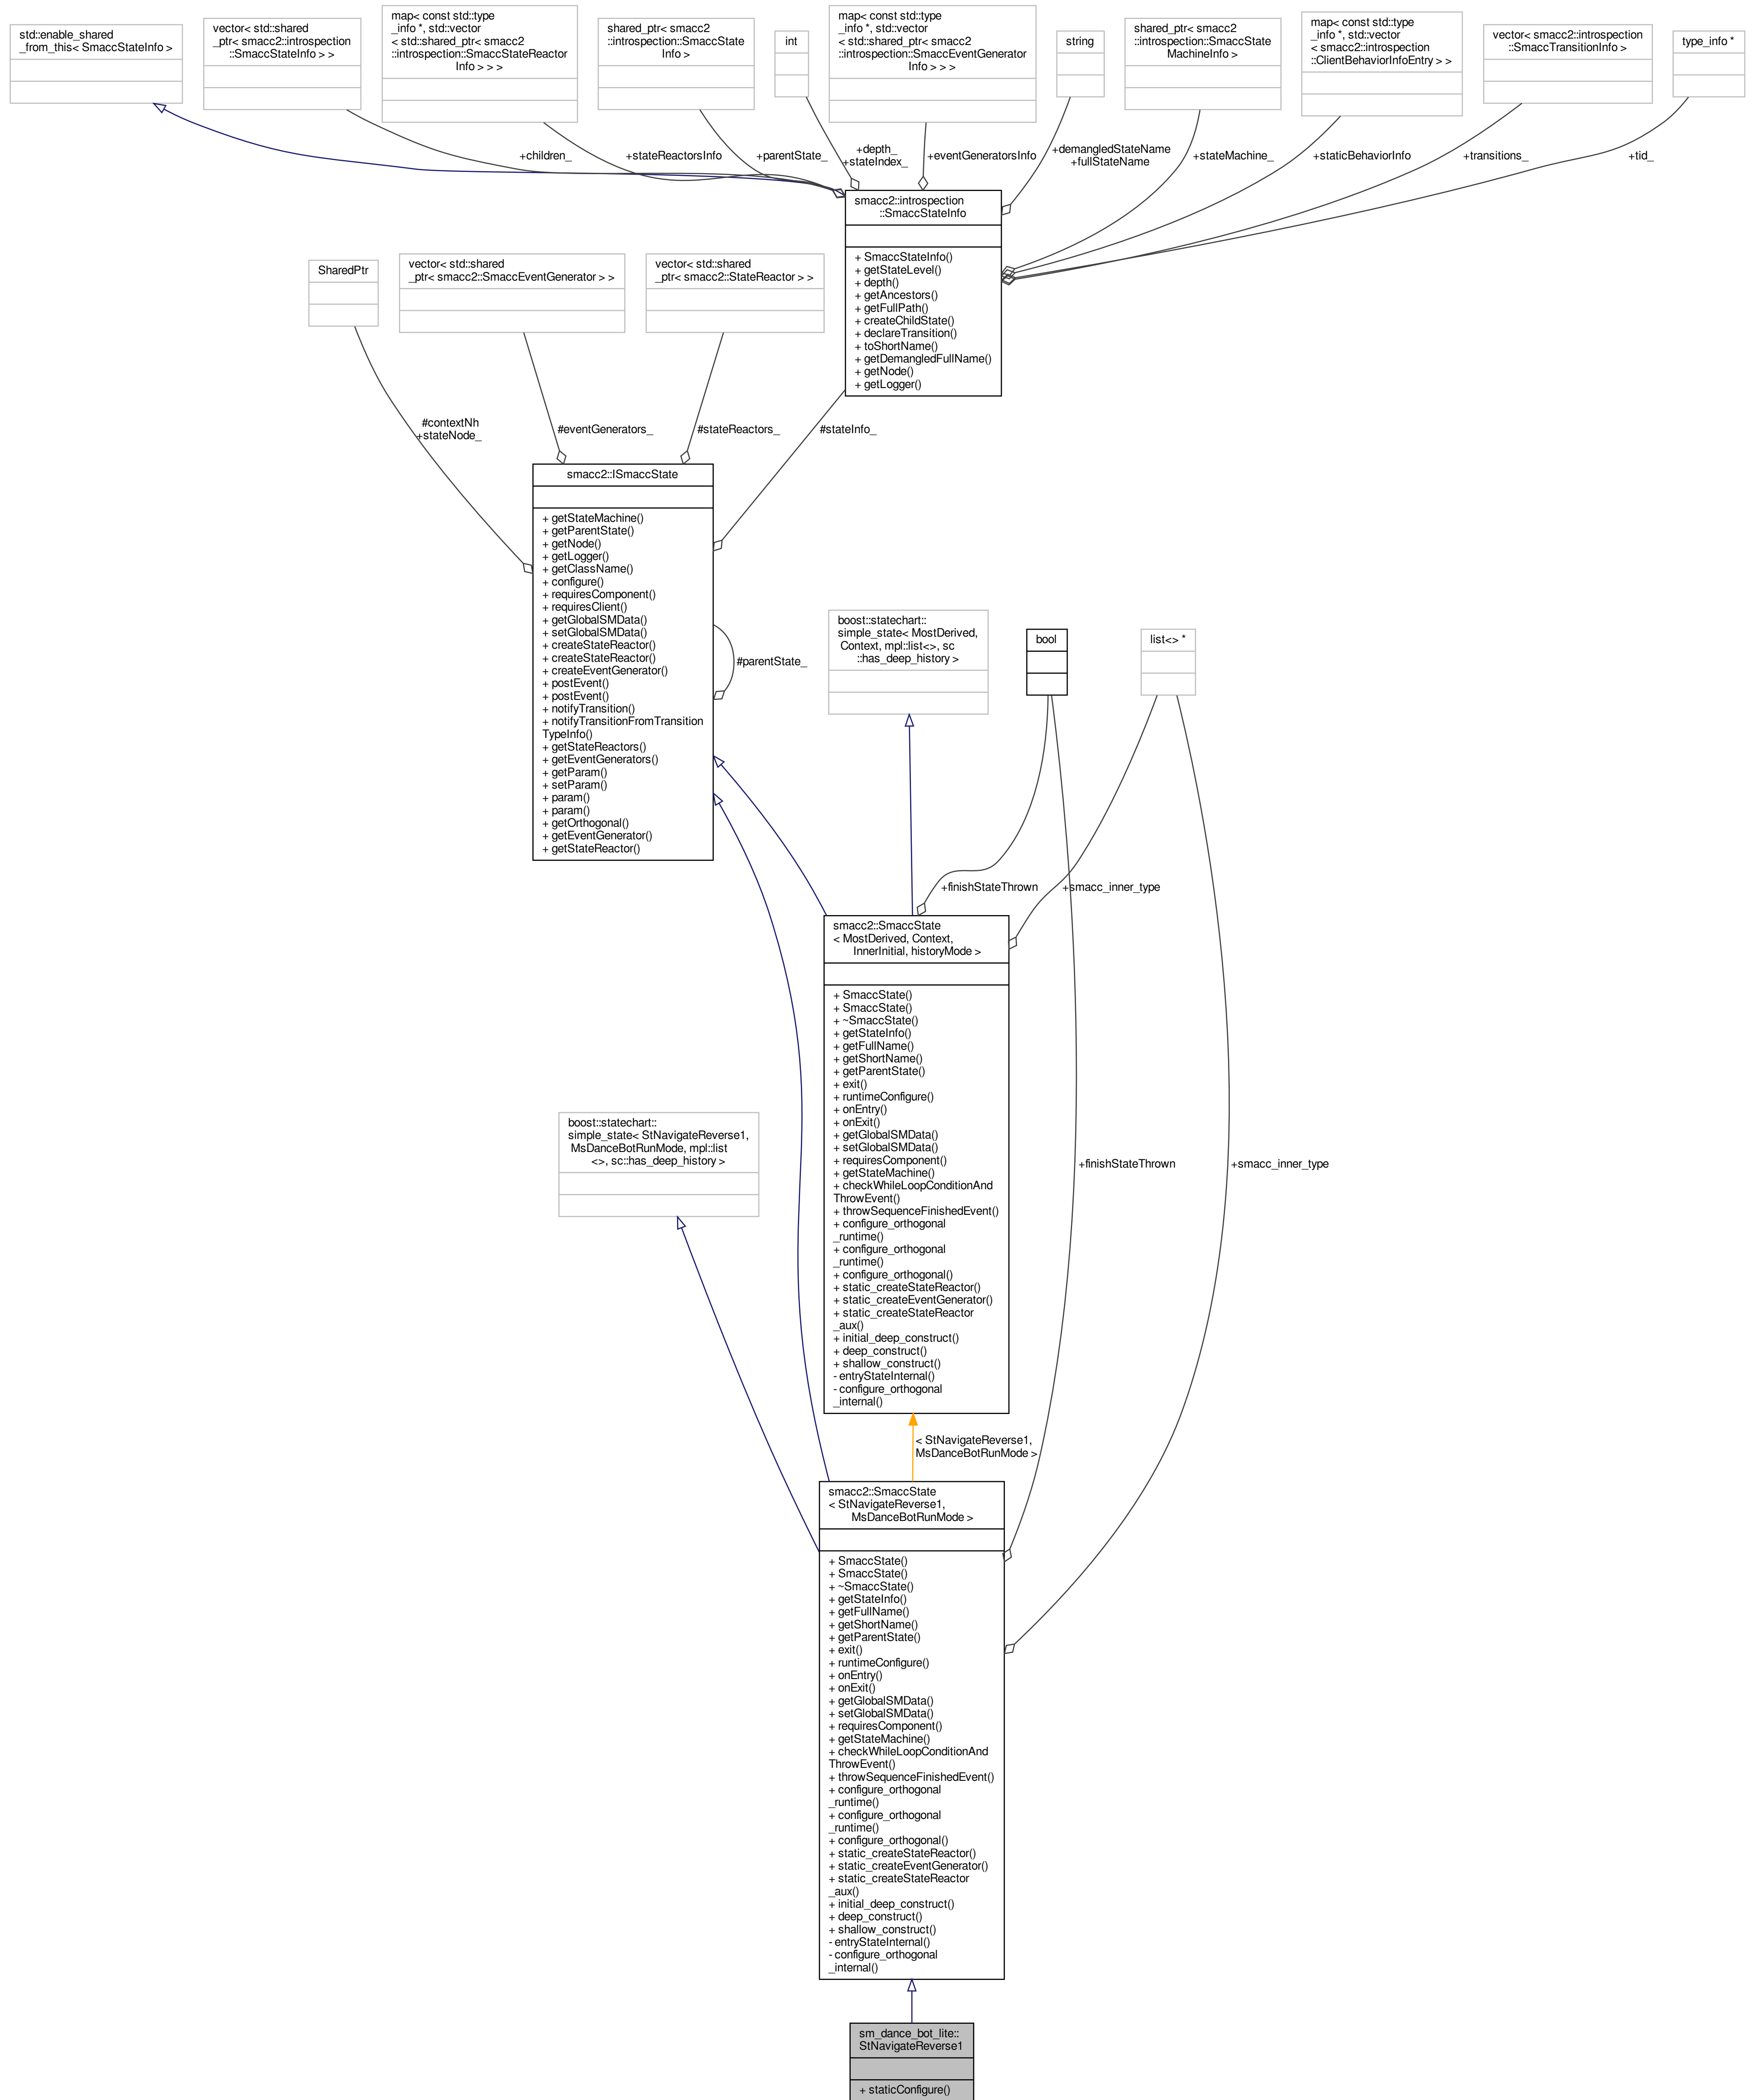 std::enable_shared
_from_this< SmaccStateInfo >
vector< std::shared
_ptr< smacc2::introspection
::SmaccStateInfo > >
map< const std::type
_info *, std::vector
< std::shared_ptr< smacc2
::introspection::SmaccStateReactor
Info > > >
shared_ptr< smacc2
::introspection::SmaccState
Info >
int
map< const std::type
_info *, std::vector
< std::shared_ptr< smacc2
::introspection::SmaccEventGenerator
Info > > >
string
shared_ptr< smacc2
::introspection::SmaccState
MachineInfo >
map< const std::type
_info *, std::vector
< smacc2::introspection
::ClientBehaviorInfoEntry > >
vector< smacc2::introspection
::SmaccTransitionInfo >
type_info *
+children_
+stateReactorsInfo
+parentState_
+depth_
+stateIndex_
+eventGeneratorsInfo
+demangledStateName
+fullStateName
+stateMachine_
+staticBehaviorInfo
+transitions_
+tid_
smacc2::introspection
::SmaccStateInfo
+ SmaccStateInfo()
+ getStateLevel()
+ depth()
+ getAncestors()
+ getFullPath()
+ createChildState()
+ declareTransition()
+ toShortName()
+ getDemangledFullName()
+ getNode()
+ getLogger()
SharedPtr
vector< std::shared
_ptr< smacc2::SmaccEventGenerator > >
vector< std::shared
_ptr< smacc2::StateReactor > >
#contextNh
+stateNode_
#eventGenerators_
#stateReactors_
#stateInfo_
smacc2::ISmaccState
+ getStateMachine()
+ getParentState()
+ getNode()
+ getLogger()
+ getClassName()
+ configure()
+ requiresComponent()
+ requiresClient()
+ getGlobalSMData()
+ setGlobalSMData()
+ createStateReactor()
+ createStateReactor()
+ createEventGenerator()
+ postEvent()
+ postEvent()
+ notifyTransition()
+ notifyTransitionFromTransition
TypeInfo()
+ getStateReactors()
+ getEventGenerators()
+ getParam()
+ setParam()
+ param()
+ param()
+ getOrthogonal()
+ getEventGenerator()
+ getStateReactor()
#parentState_
boost::statechart::
simple_state< MostDerived,
Context, mpl::list<>, sc
::has_deep_history >
bool
list<> *
+finishStateThrown
+smacc_inner_type
smacc2::SmaccState
< MostDerived, Context,
InnerInitial, historyMode >
+ SmaccState()
+ SmaccState()
+ ~SmaccState()
+ getStateInfo()
+ getFullName()
+ getShortName()
+ getParentState()
+ exit()
+ runtimeConfigure()
+ onEntry()
+ onExit()
+ getGlobalSMData()
+ setGlobalSMData()
+ requiresComponent()
+ getStateMachine()
+ checkWhileLoopConditionAnd
ThrowEvent()
+ throwSequenceFinishedEvent()
+ configure_orthogonal
_runtime()
+ configure_orthogonal
_runtime()
+ configure_orthogonal()
+ static_createStateReactor()
+ static_createEventGenerator()
+ static_createStateReactor
_aux()
+ initial_deep_construct()
+ deep_construct()
+ shallow_construct()
- entryStateInternal()
- configure_orthogonal
_internal()
boost::statechart::
simple_state< StNavigateReverse1,
MsDanceBotRunMode, mpl::list
<>, sc::has_deep_history >
+finishStateThrown
+smacc_inner_type
< StNavigateReverse1,
MsDanceBotRunMode >
smacc2::SmaccState
< StNavigateReverse1,
MsDanceBotRunMode >
+ SmaccState()
+ SmaccState()
+ ~SmaccState()
+ getStateInfo()
+ getFullName()
+ getShortName()
+ getParentState()
+ exit()
+ runtimeConfigure()
+ onEntry()
+ onExit()
+ getGlobalSMData()
+ setGlobalSMData()
+ requiresComponent()
+ getStateMachine()
+ checkWhileLoopConditionAnd
ThrowEvent()
+ throwSequenceFinishedEvent()
+ configure_orthogonal
_runtime()
+ configure_orthogonal
_runtime()
+ configure_orthogonal()
+ static_createStateReactor()
+ static_createEventGenerator()
+ static_createStateReactor
_aux()
+ initial_deep_construct()
+ deep_construct()
+ shallow_construct()
- entryStateInternal()
- configure_orthogonal
_internal()
sm_dance_bot_lite::
StNavigateReverse1
+ staticConfigure()